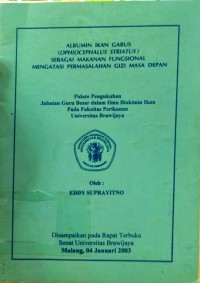 ALBUMIN IKAN GABUS
(OPHIOCEPHALUS STRIATUS)
SEBAGAI MAKANAN FUNGSIONAL
MENGATASI PERMASALAHAN GIZI MASA DEPAN
Pidato Pengukuhan
Jabatan Guru Besar dalam Ilmu Biokimia Ikan
Pada Fakultas Perikanan
Universitas Brawijaya
Oleh :
EDDY SUPRAYITNO
Disampaikan pada Rapat Terbuka
Senat Universitas Brawijaya
Malang, 04 Januari 2003